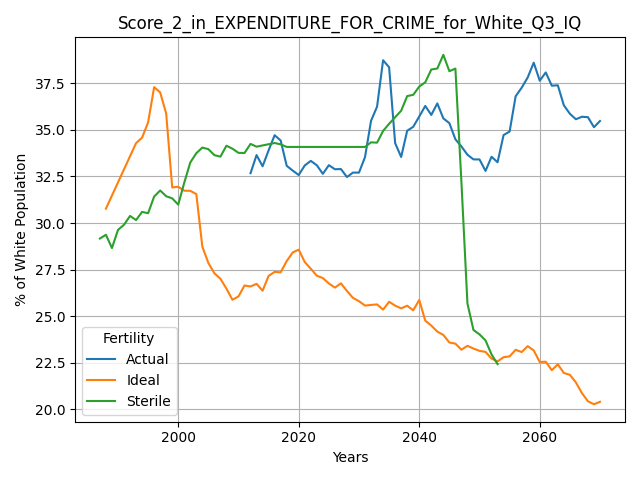 Score_2_in_EXPENDITURE_FOR_CRIME_for_White_Q3_IQ
% of White Population
37.5
35.0
32.5
30.0
27.5
25.0
22.5
20.0
Fertility
Actual
Ideal
Sterile
2000
2020
2040
2060
Years